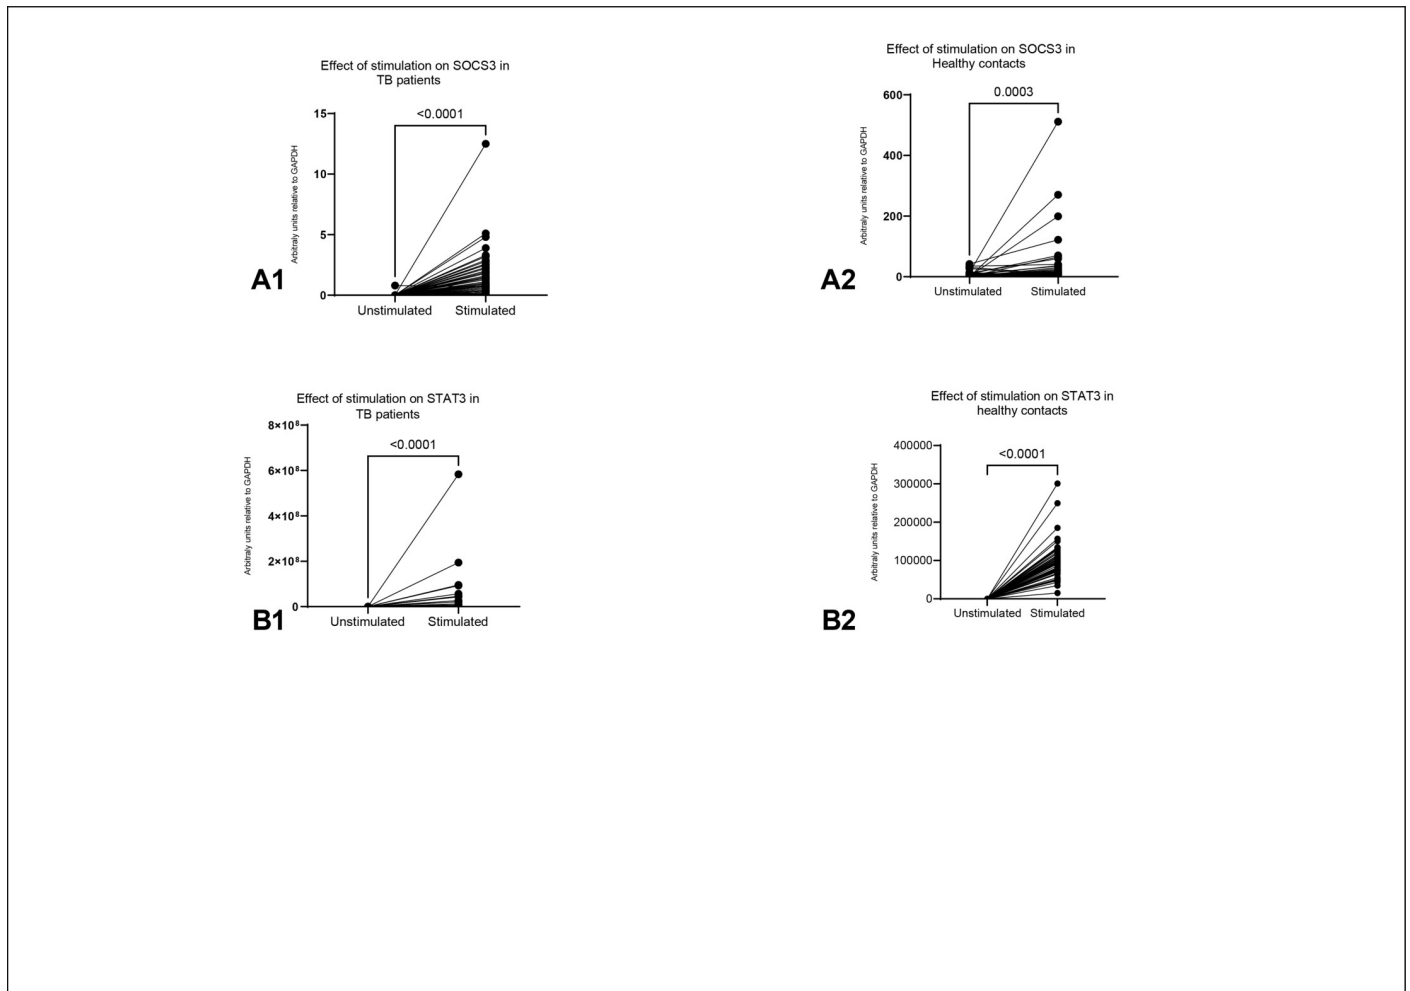 Effect of stimulation on SOCS3 in
TB patients
<0.0001
15
10
5
0
Arbitraly units relative to GAPDH
Unstimulated Stimulated
A1
Effect of stimulation on SOCS3 in
Healthy contacts
0.0003
600
400
200
0
Arbitraly units relative to GAPDH
Unstimulated Stimulated
A2
Effect of stimulation on STAT3 in
TB patients
<0.0001
8×10⁸
6×10⁸
4×10⁸
2×10⁸
0
Arbitraly units relative to GAPDH
Unstimulated Stimulated
B1
Effect of stimulation on STAT3 in
healthy contacts
<0.0001
400000
300000
200000
100000
0
Arbitraly units relative to GAPDH
Unstimulated Stimulated
B2